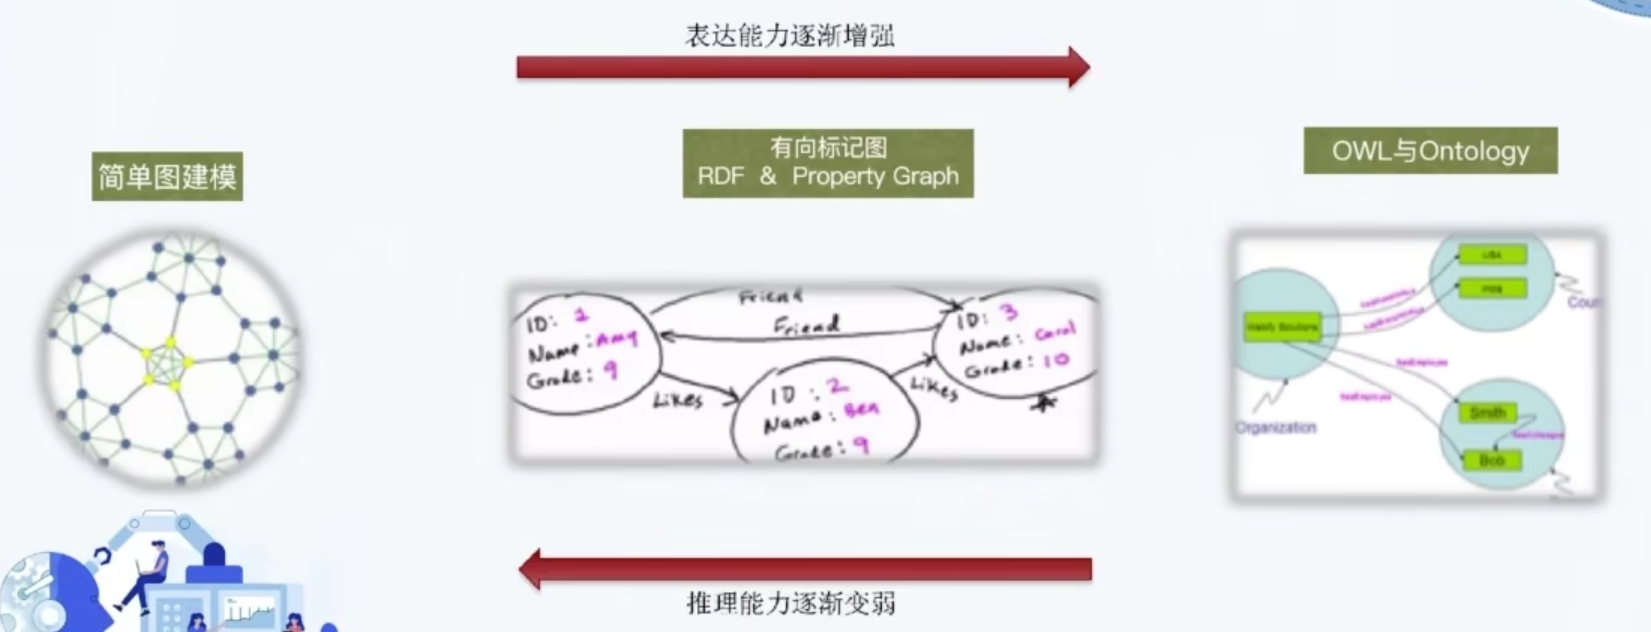 表达能力逐渐增强
简单图建模
有向标记图
RDF & Property Graph
OWL与Ontology
Friend
Friend
ID: 1
Name: Amy
Grade: 9
Likes
ID: 2
Name: Ben
Grade: 9
Likes
ID: 3
Name: Carol
Grade: 10
USA
Webify Solutions
Organization
Smith
Bob
推理能力逐渐变弱